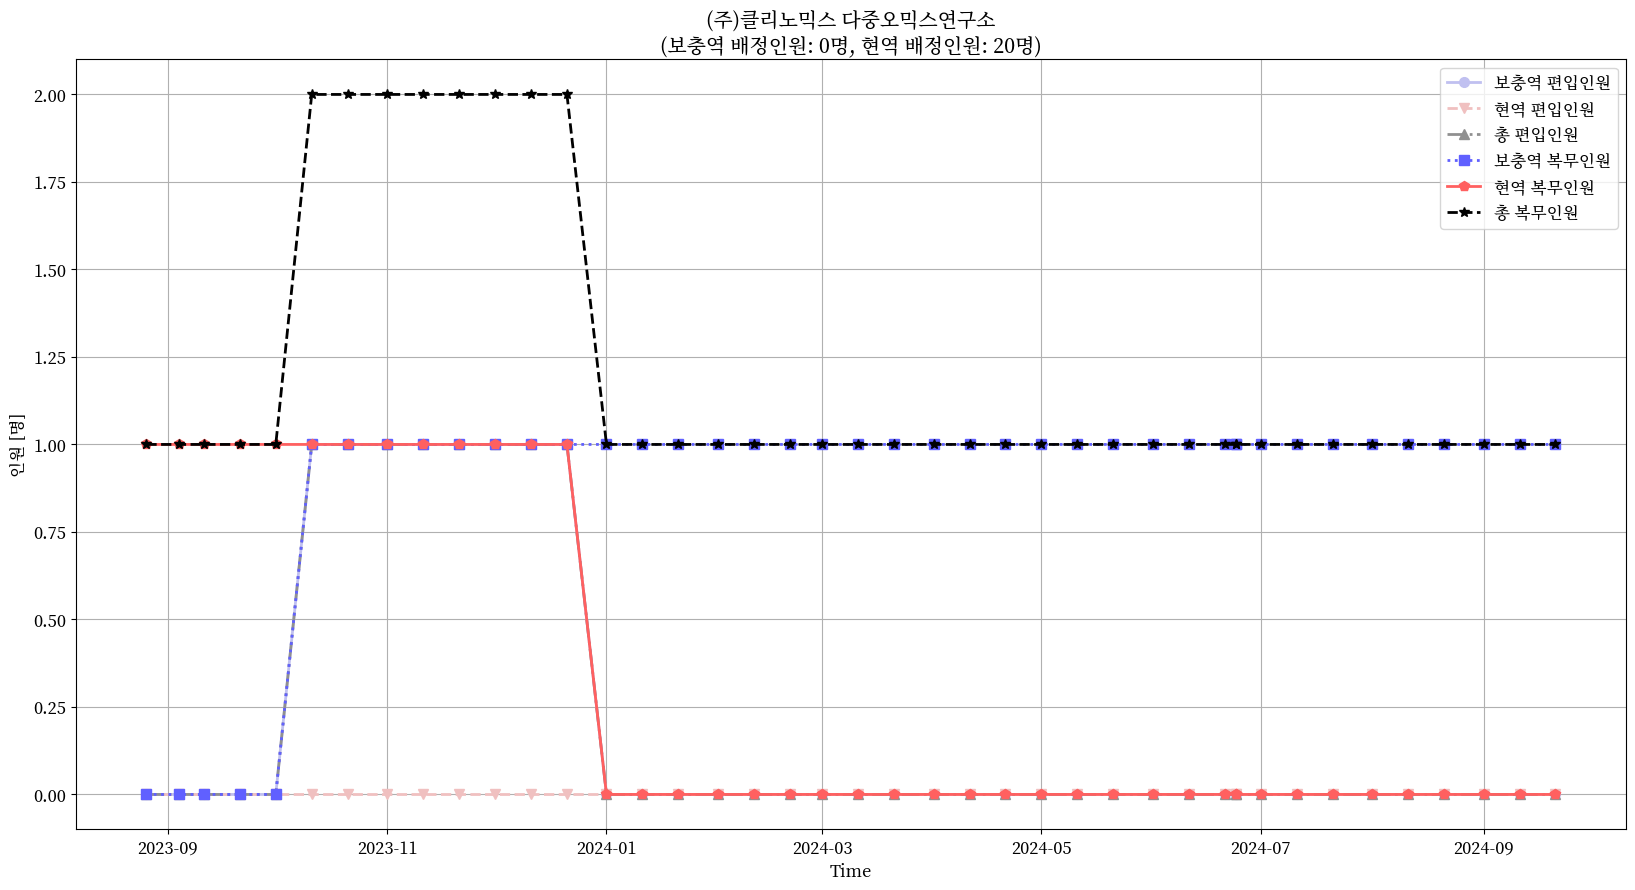 (주)클리노믹스 다중오믹스연구소
(보충역 배정인원: 0명, 현역 배정인원: 20명)
보충역 편입인원
현역 편입인원
총 편입인원
보충역 복무인원
현역 복무인원
총 복무인원
인원 [명]
2.00
1.75
1.50
1.25
1.00
0.75
0.50
0.25
0.00
2023-09
2023-11
2024-01
2024-03
2024-05
2024-07
2024-09
Time